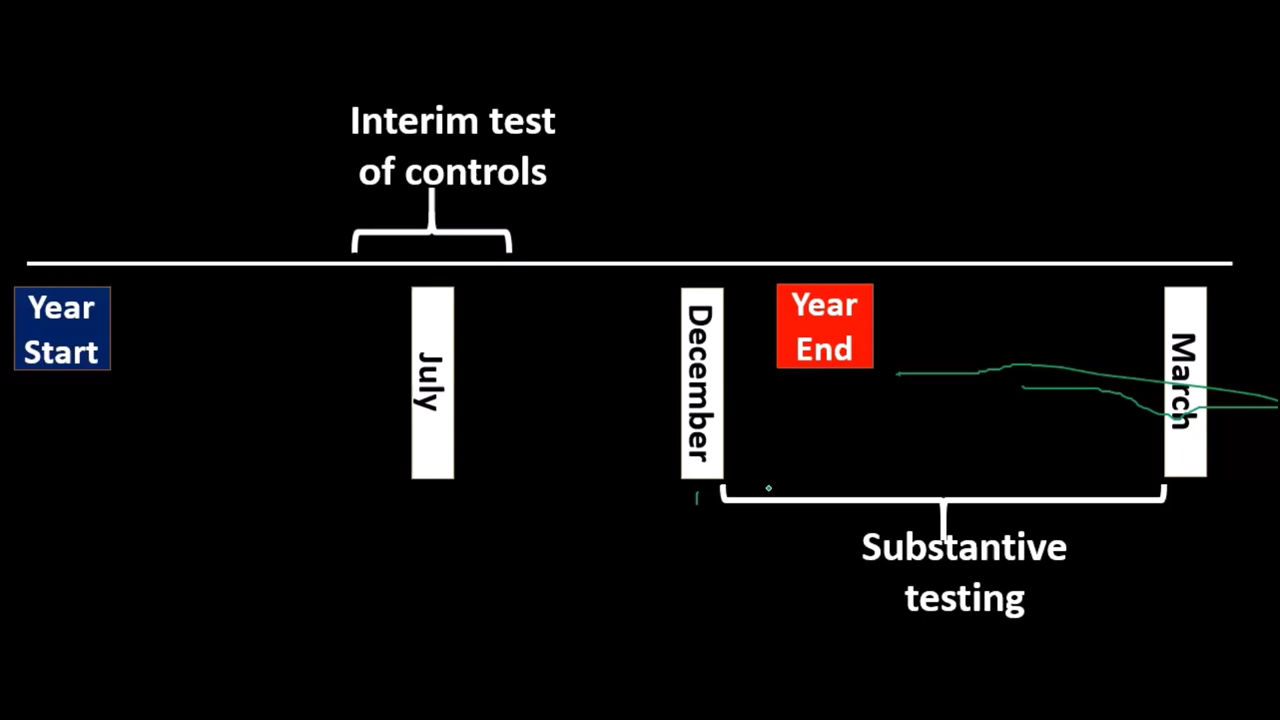 Interim test
of controls
Year
Start
July
December
Year
End
March
Substantive
testing